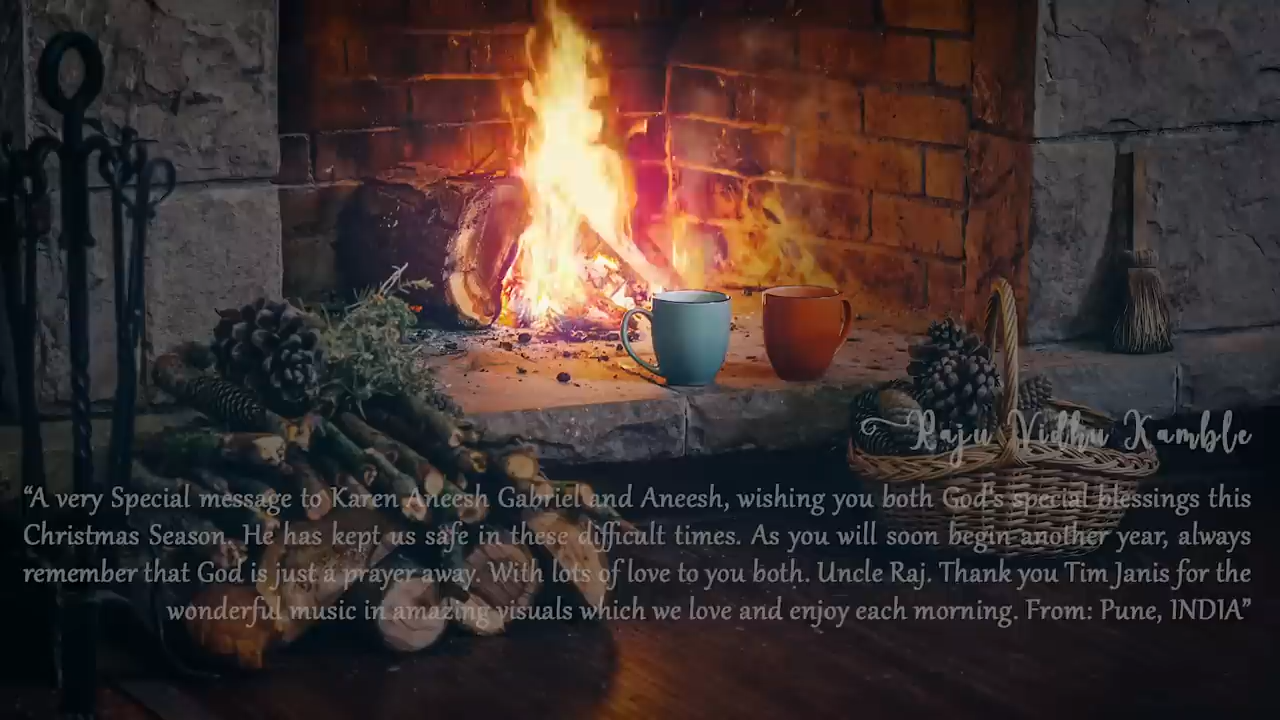 Raju Vidhu Kamble
“A very Special message to Karen Aneesh Gabriel and Aneesh, wishing you both God's special blessings this
Christmas Season. He has kept us safe in these difficult times. As you will soon begin another year, always
remember that God is just a prayer away. With lots of love to you both. Uncle Raj. Thank you Tim Janis for the
wonderful music in amazing visuals which we love and enjoy each morning. From: Pune, INDIA”